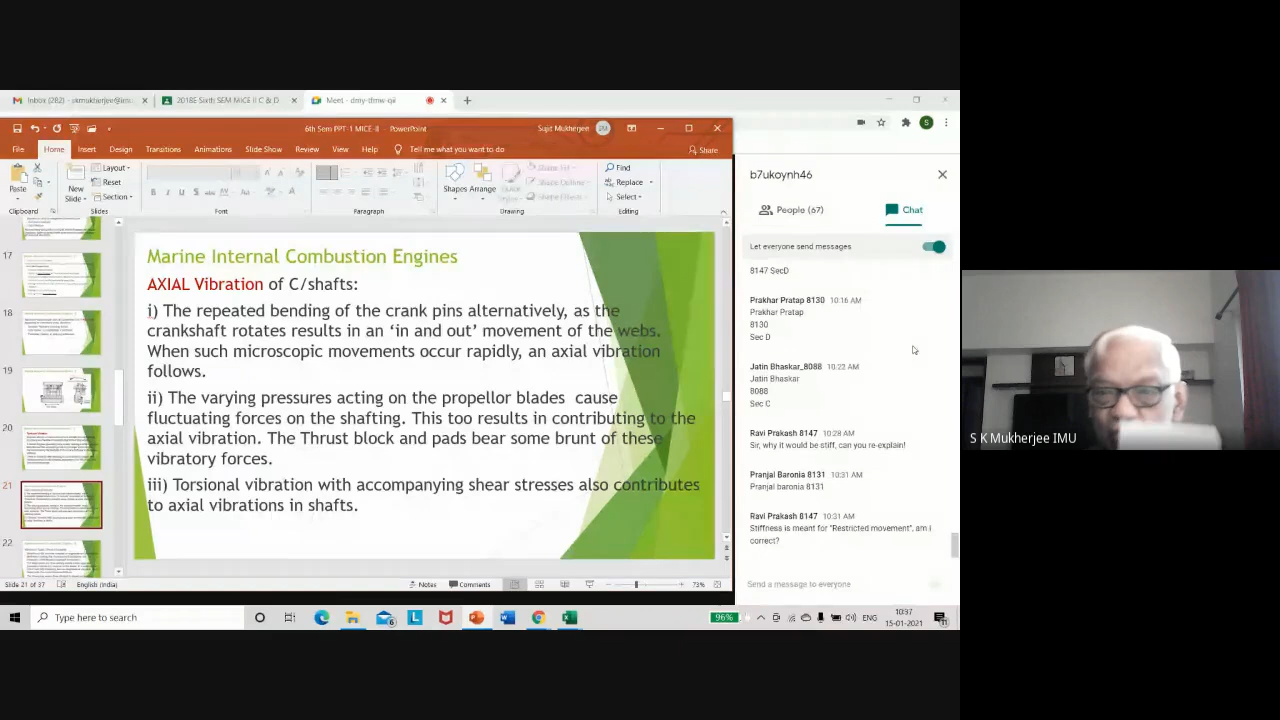 Inbox (282) - skmukherjee@imu
2018E Sixth SEM MICE II C & D
Meet - dmy-tfmw-qii
6th Sem PPT-1 MICE-II - PowerPoint
Sujit Mukherjee
SM
File Home Insert Design Transitions Animations Slide Show Review View Help Tell me what you want to do
Share
Paste
New
Slide
Layout
Reset
Section
Shapes Arrange
Quick
Styles
Shape Fill
Shape Outline
Shape Effects
Find
Replace
Select
Clipboard
Slides
Font
Paragraph
Drawing
Editing
17
18
19
20
21
22
Marine Internal Combustion Engines
AXIAL Vibration of C/shafts:
i) The repeated bending of the crank pins alternatively, as the
crankshaft rotates results in an ‘in and out’ movement of the webs.
When such microscopic movements occur rapidly, an axial vibration
follows.
ii) The varying pressures acting on the propellor blades cause
fluctuating forces on the shafting. This too results in contributing to the
axial vibration. The Thrust block and pads bear some brunt of these
vibratory forces.
iii) Torsional vibration with accompanying shear stresses also contributes
to axial vibrations in shafts.
Slide 21 of 37
English (India)
Notes
Comments
73%
b7ukoynh46
People (67)
Chat
Let everyone send messages
8147 SecD
Prakhar Pratap 8130 10:16 AM
Prakhar Pratap
8130
Sec D
Jatin Bhaskar_8088 10:22 AM
Jatin Bhaskar
8088
Sec C
Ravi Prakash 8147 10:28 AM
Sir, why it would be stiff, can you re-explain!
Pranjal Baronia 8131 10:31 AM
Pranjal baronia 8131
Ravi Prakash 8147 10:31 AM
Stiffness is meant for "Restricted movement", am i
correct?
Send a message to everyone
S K Mukherjee IMU
Type here to search
96%
ENG
10:37
15-01-2021